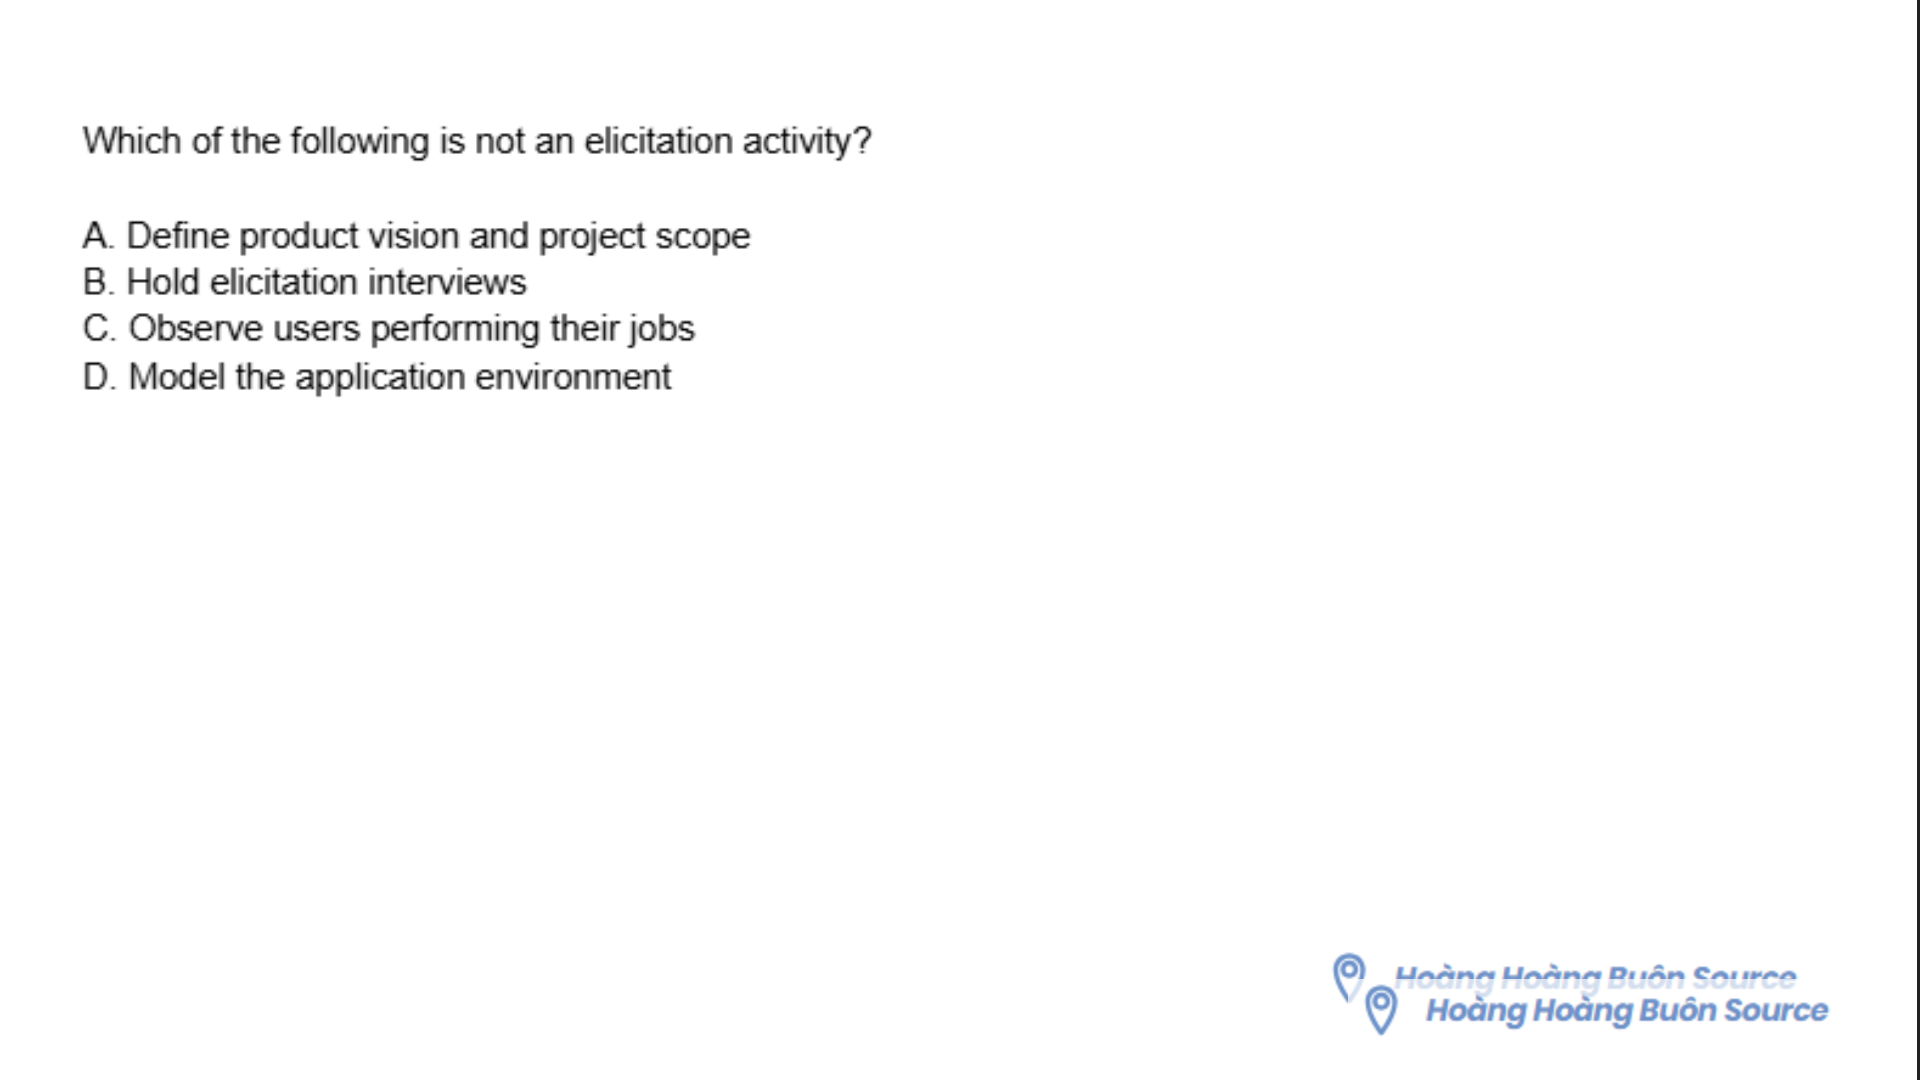 Which of the following is not an elicitation activity?
A. Define product vision and project scope
B. Hold elicitation interviews
C. Observe users performing their jobs
D. Model the application environment
Hoàng Hoàng Buôn Source
Hoàng Hoàng Buôn Source